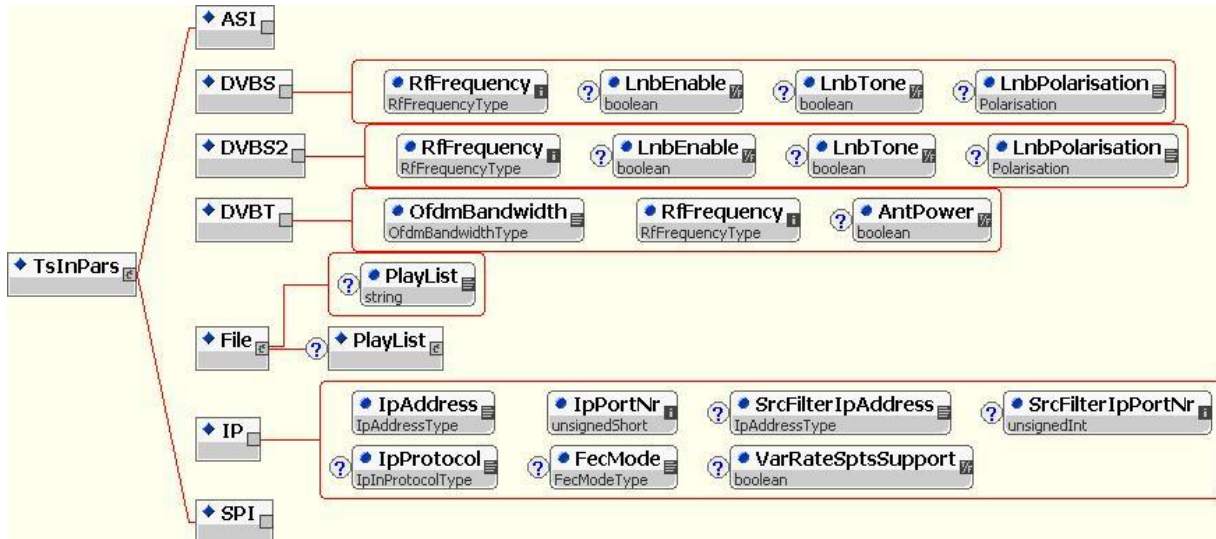 ASI
DVBS
RfFrequency
RfFrequencyType
? LnbEnable
boolean
? LnbTone
boolean
? LnbPolarisation
Polarisation
DVBS2
RfFrequency
RfFrequencyType
? LnbEnable
boolean
? LnbTone
boolean
? LnbPolarisation
Polarisation
DVBT
OfdmBandwidth
OfdmBandwidthType
RfFrequency
RfFrequencyType
? AntPower
boolean
TsInPars
? PlayList
string
File
? PlayList
IP
IpAddress
IpAddressType
IpPortNr
unsignedShort
? SrcFilterIpAddress
IpAddressType
? SrcFilterIpPortNr
unsignedInt
? IpProtocol
IpInProtocolType
? FecMode
FecModeType
? VarRateSptsSupport
boolean
SPI